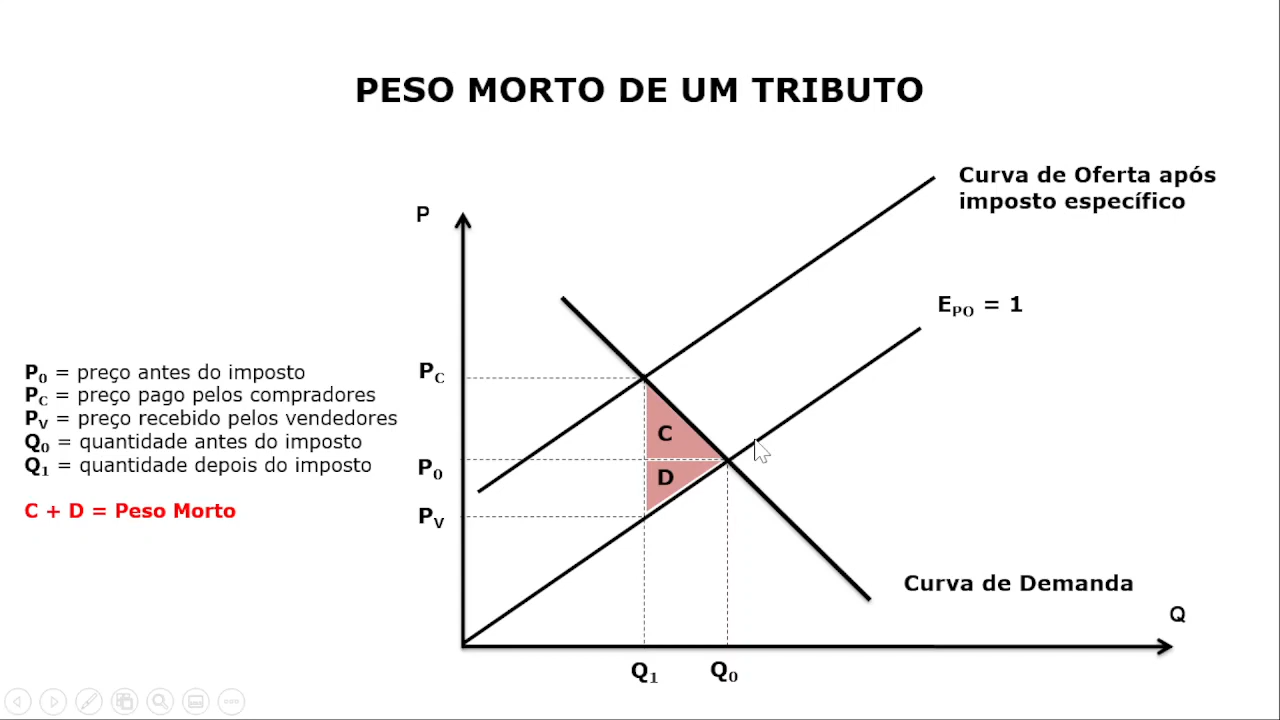 PESO MORTO DE UM TRIBUTO
Curva de Oferta após
imposto específico
P
E_PO = 1
P_C
P₀ = preço antes do imposto
P_C = preço pago pelos compradores
P_V = preço recebido pelos vendedores
Q₀ = quantidade antes do imposto
Q₁ = quantidade depois do imposto
C + D = Peso Morto
C
P₀
D
P_V
Curva de Demanda
Q
Q₁
Q₀